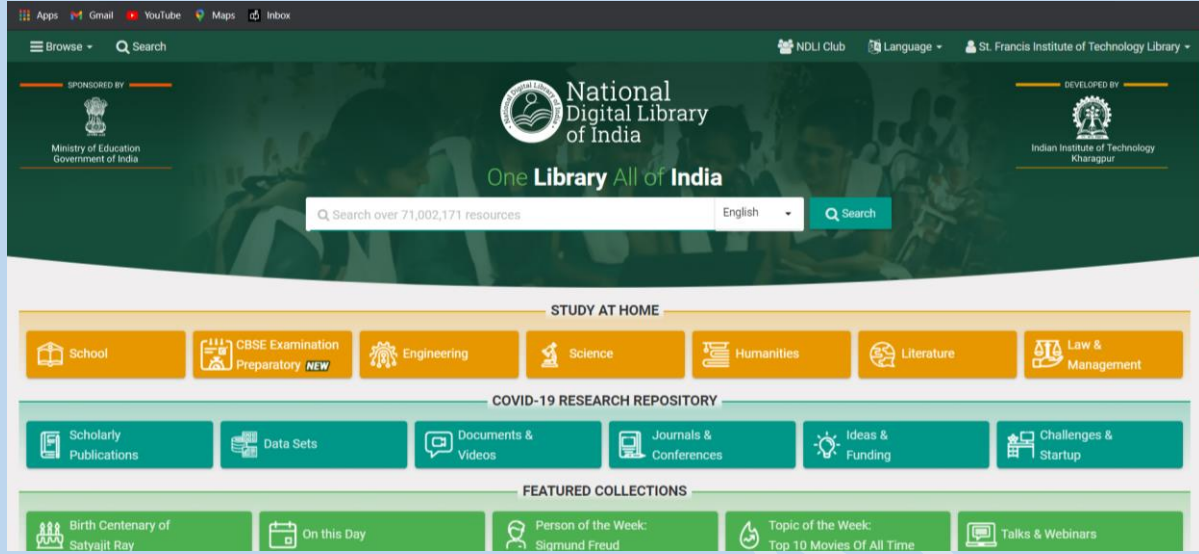 Apps Gmail YouTube Maps Inbox
Browse Search NDLI Club Language St. Francis Institute of Technology Library
SPONSORED BY
Ministry of Education
Government of India
National
Digital Library
of India
One Library All of India
DEVELOPED BY
Indian Institute of Technology
Kharagpur
Search over 71,002,171 resources English Search
STUDY AT HOME
School
CBSE Examination
Preparatory NEW
Engineering
Science
Humanities
Literature
Law &
Management
COVID-19 RESEARCH REPOSITORY
Scholarly
Publications
Data Sets
Documents &
Videos
Journals &
Conferences
Ideas &
Funding
Challenges &
Startup
FEATURED COLLECTIONS
Birth Centenary of
Satyajit Ray
On this Day
Person of the Week:
Sigmund Freud
Topic of the Week:
Top 10 Movies Of All Time
Talks & Webinars